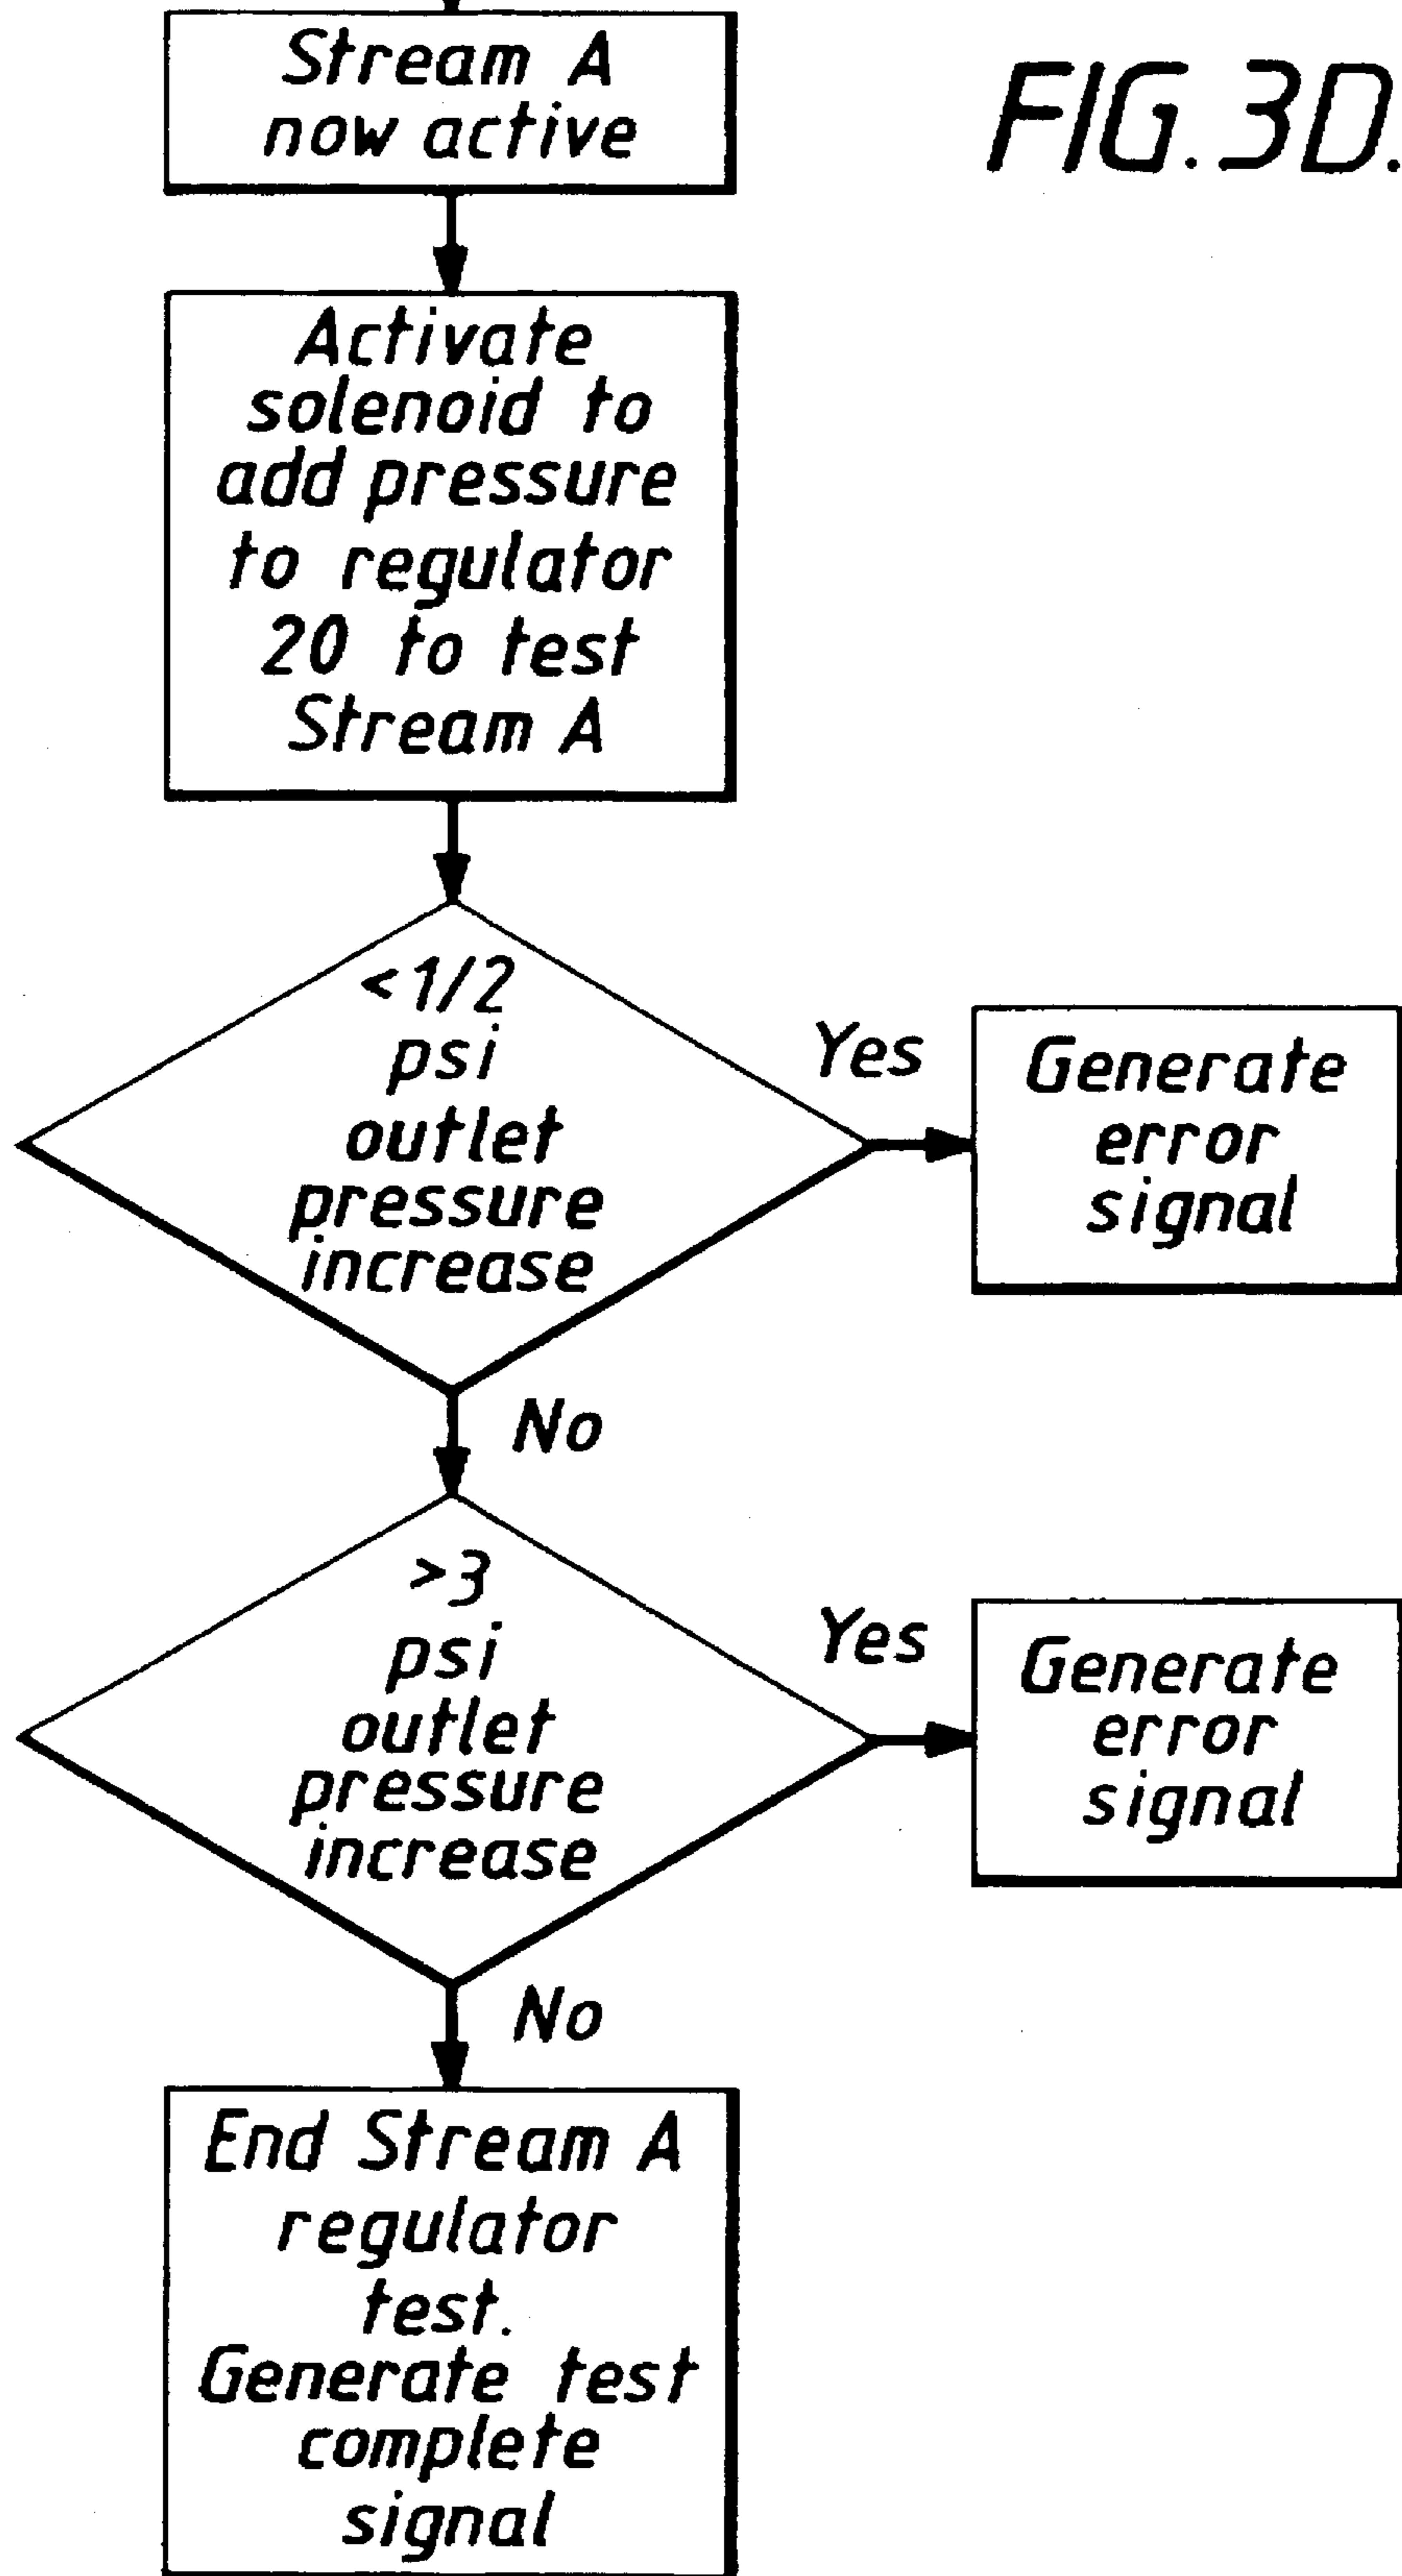 FIG. 3D.
Stream A
now active
Activate
solenoid to
add pressure
to regulator
20 to test
Stream A
<1/2
psi
outlet
pressure
increase
Yes
Generate
error
signal
No
>3
psi
outlet
pressure
increase
Yes
Generate
error
signal
No
End Stream A
regulator
test.
Generate test
complete
signal